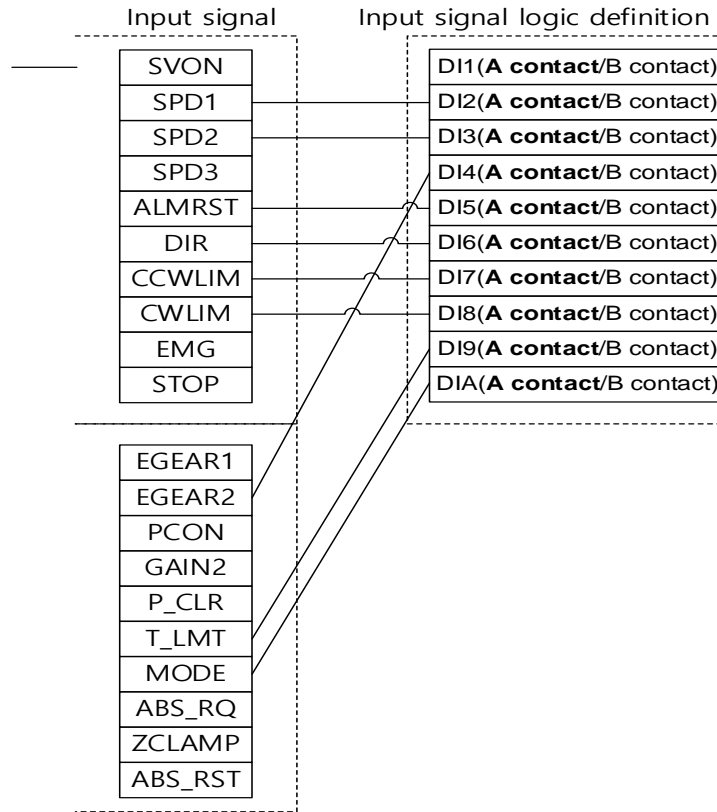 Input signal
Input signal logic definition
SVON
SPD1
SPD2
SPD3
ALMRST
DIR
CCWLIM
CWLIM
EMG
STOP
EGEAR1
EGEAR2
PCON
GAIN2
P_CLR
T_LMT
MODE
ABS_RQ
ZCLAMP
ABS_RST
DI1(A contact/B contact)
DI2(A contact/B contact)
DI3(A contact/B contact)
DI4(A contact/B contact)
DI5(A contact/B contact)
DI6(A contact/B contact)
DI7(A contact/B contact)
DI8(A contact/B contact)
DI9(A contact/B contact)
DIA(A contact/B contact)